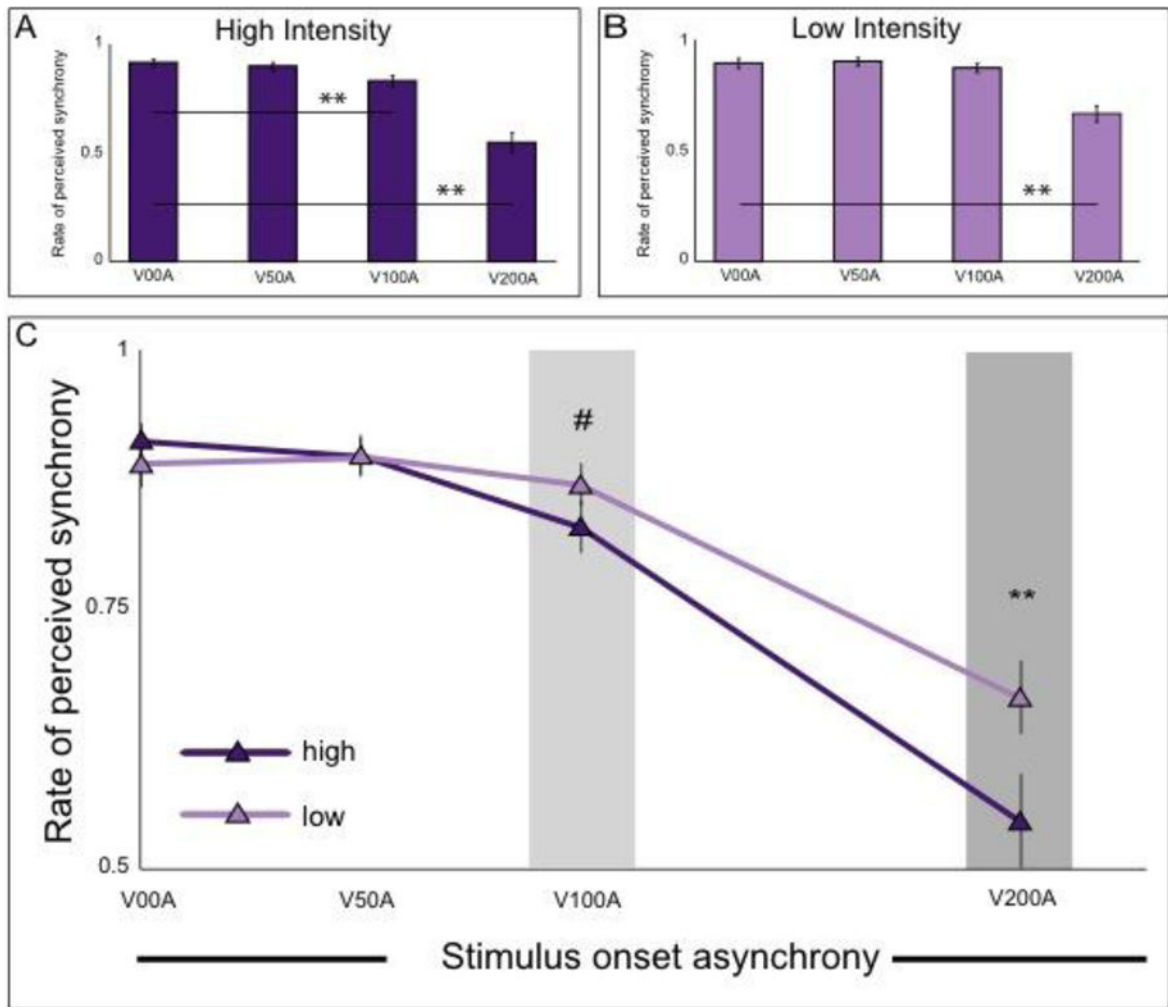 A
High Intensity
Rate of perceived synchrony
1
0.5
0
**
**
V00A V50A V100A V200A
B
Low Intensity
Rate of perceived synchrony
1
0.5
0
**
V00A V50A V100A V200A
C
Rate of perceived synchrony
1
0.75
0.5
#
**
high
low
V00A V50A V100A V200A
Stimulus onset asynchrony